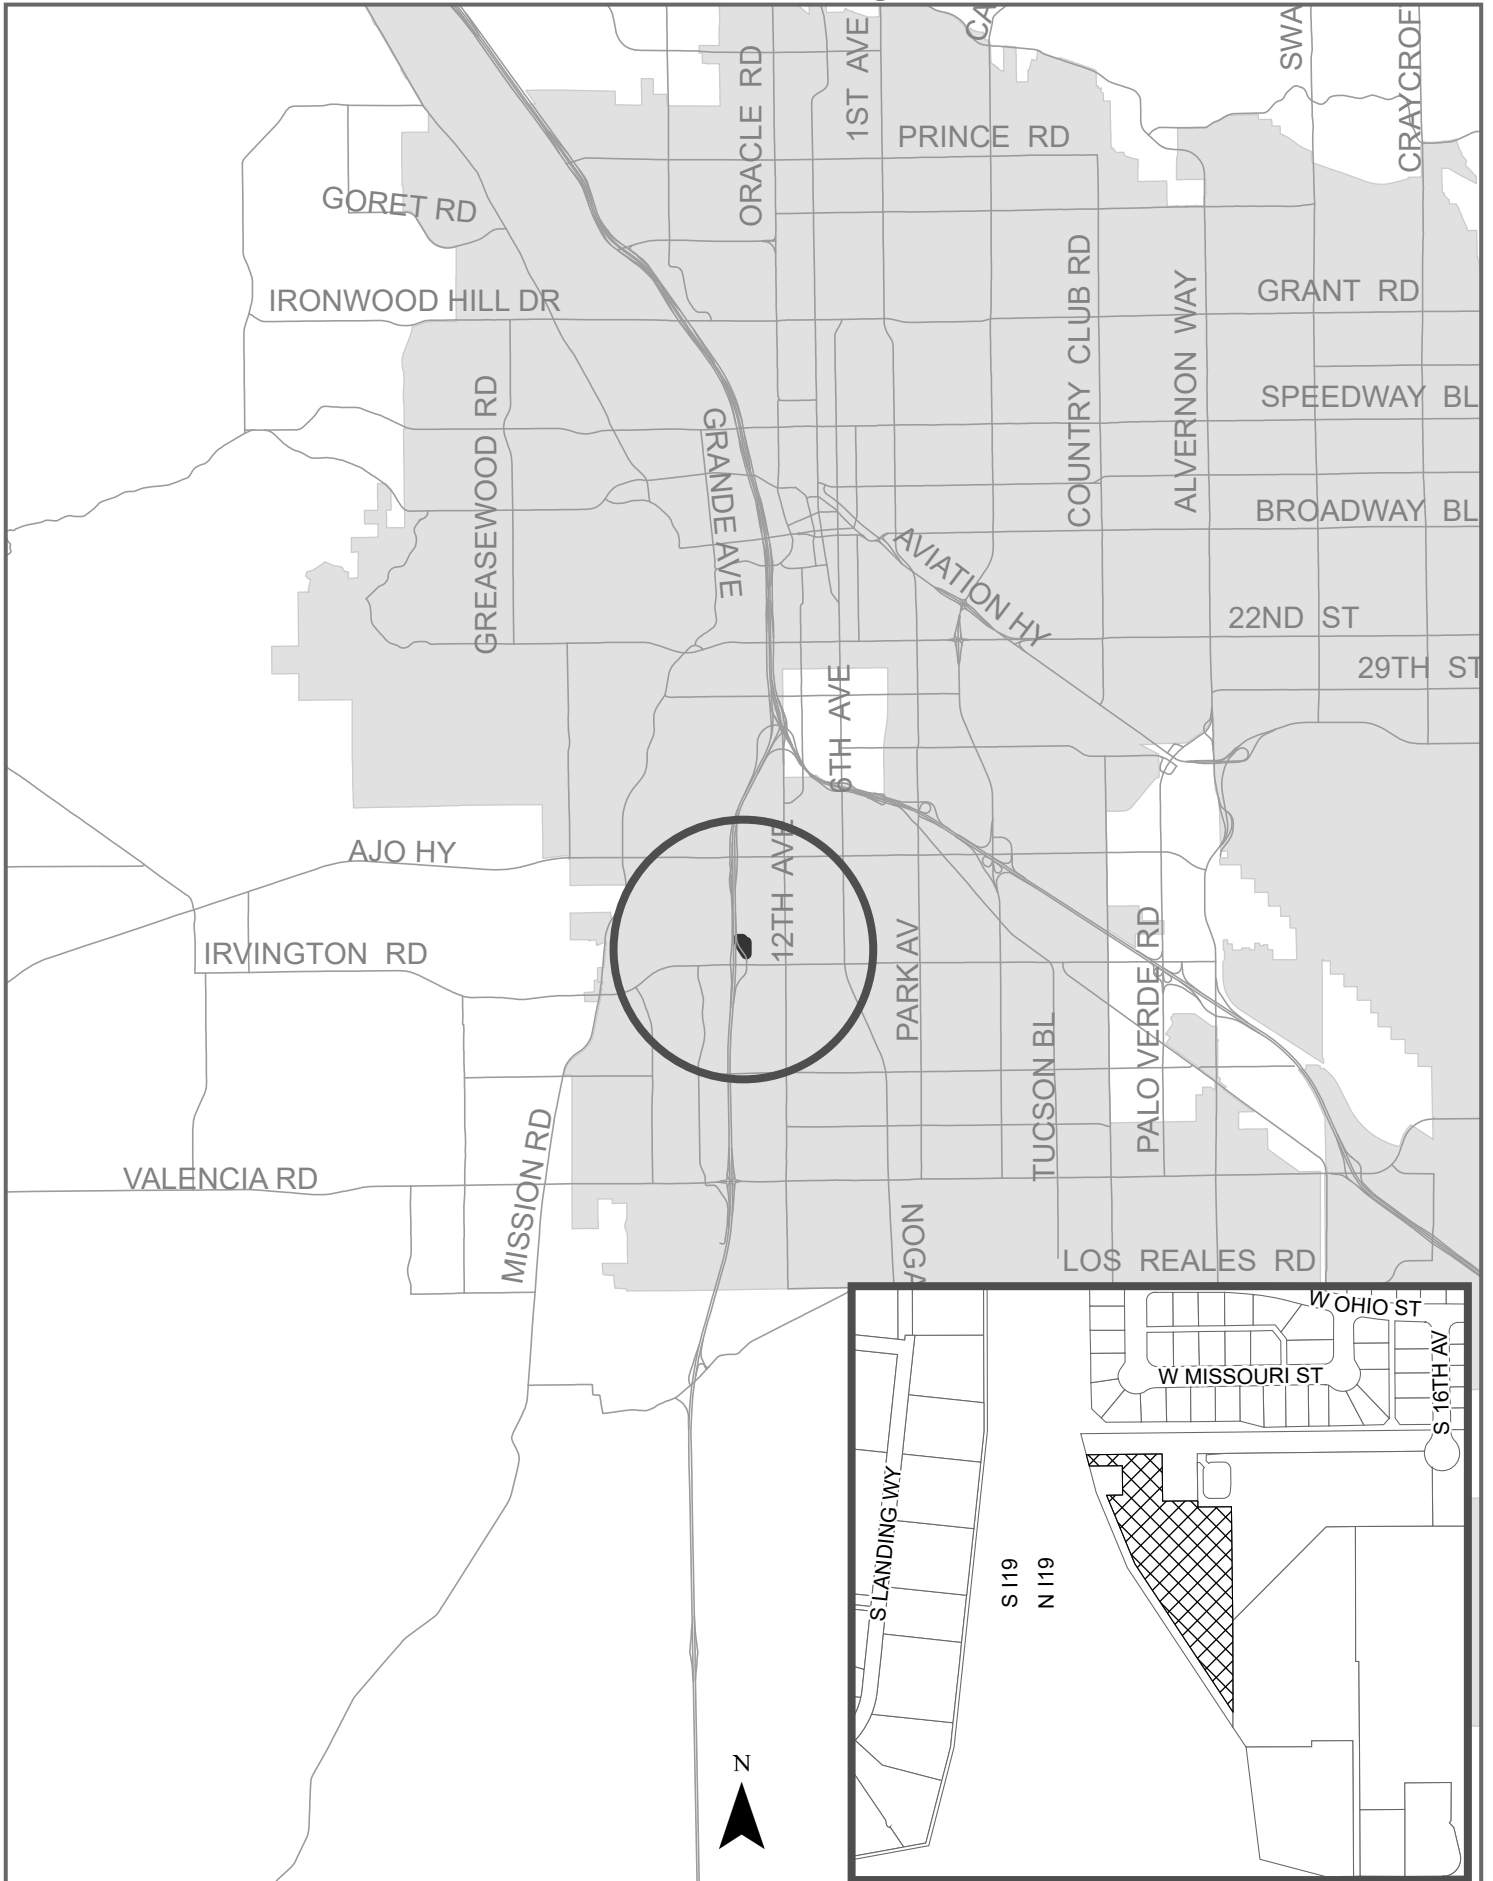 CA
SWA
CRAYCROF
ORACLE RD
1ST AVE
PRINCE RD
GORET RD
IRONWOOD HILL DR
COUNTRY CLUB RD
ALVERNON WAY
GRANT RD
SPEEDWAY BL
GREASEWOOD RD
GRANDE AVE
BROADWAY BL
AVIATION HY
22ND ST
29TH ST
6TH AVE
AJO HY
12TH AVE
IRVINGTON RD
PARK AV
PALO VERDE RD
TUCSON BL
MISSION RD
VALENCIA RD
NOGA
LOS REALES RD
W OHIO ST
W MISSOURI ST
S 16TH AV
S LANDING WY
S I19
N I19
N